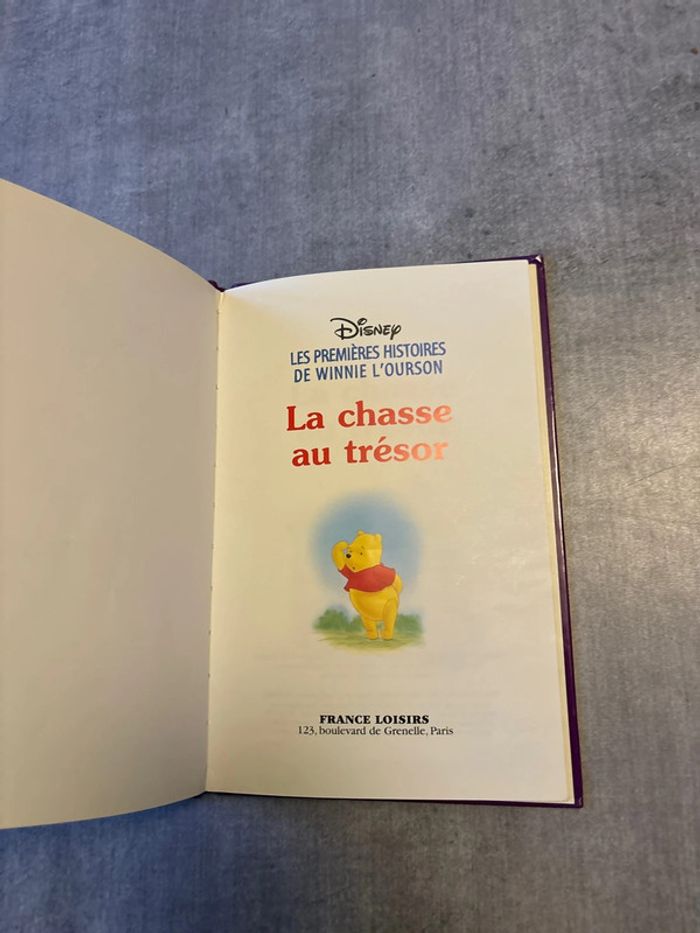 Disney
LES PREMIÈRES HISTOIRES
DE WINNIE L'OURSON
La chasse
au trésor
FRANCE LOISIRS
123, boulevard de Grenelle, Paris